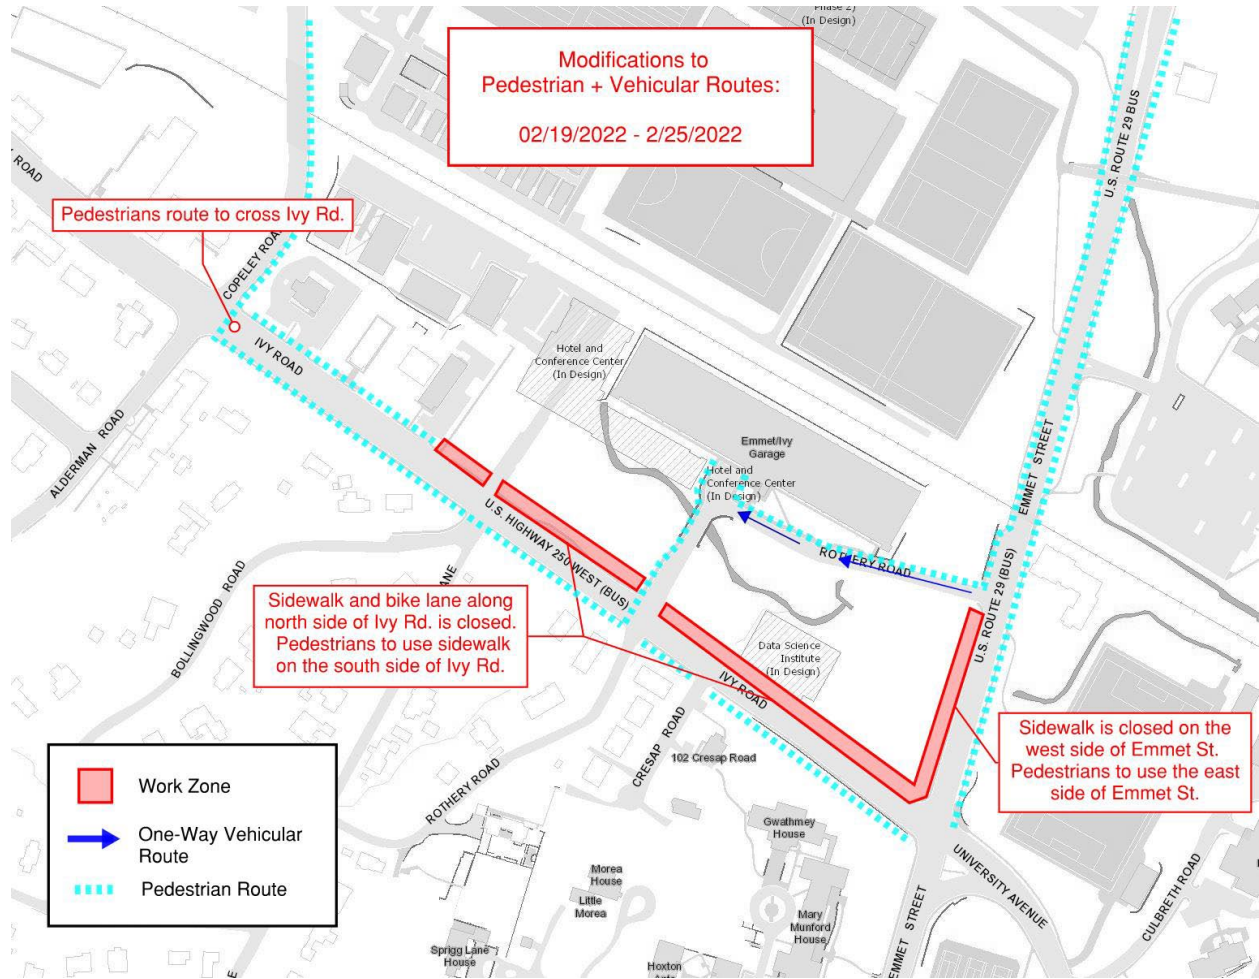 Phase 2)
(In Design)
Modifications to
Pedestrian + Vehicular Routes:
02/19/2022 - 2/25/2022
U.S. ROUTE 29 BUS
ROAD
Pedestrians route to cross Ivy Rd.
COPELEY ROAD
IVY ROAD
Hotel and
Conference Center
(In Design)
ALDERMAN ROAD
Emmet/Ivy
Garage
Hotel and
Conference Center
(In Design)
EMMET STREET
U.S. HIGHWAY 250 WEST (BUS)
ROTHERY ROAD
U.S. ROUTE 29 (BUS)
BOLLINGWOOD ROAD
LANE
Sidewalk and bike lane along
north side of Ivy Rd. is closed.
Pedestrians to use sidewalk
on the south side of Ivy Rd.
Data Science
Institute
(In Design)
IVY ROAD
Sidewalk is closed on the
west side of Emmet St.
Pedestrians to use the east
side of Emmet St.
CRESAP ROAD
102 Cresap Road
ROTHERY ROAD
Work Zone
One-Way Vehicular
Route
Pedestrian Route
Gwathmey
House
Morea
House
Little
Morea
Mary
Munford
House
UNIVERSITY AVENUE
CULBRETH ROAD
EMMET STREET
Sprigg Lane
House
Hoxton